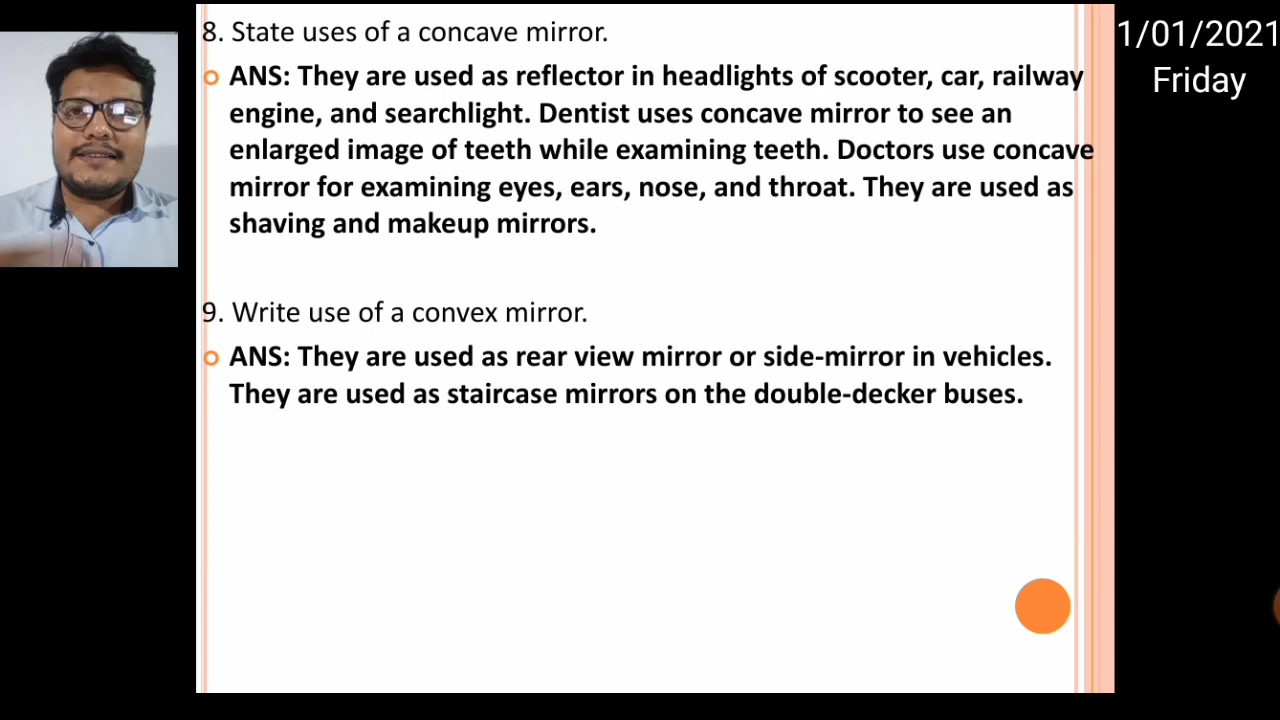 8. State uses of a concave mirror.
ANS: They are used as reflector in headlights of scooter, car, railway
engine, and searchlight. Dentist uses concave mirror to see an
enlarged image of teeth while examining teeth. Doctors use concave
mirror for examining eyes, ears, nose, and throat. They are used as
shaving and makeup mirrors.
9. Write use of a convex mirror.
ANS: They are used as rear view mirror or side-mirror in vehicles.
They are used as staircase mirrors on the double-decker buses.
1/01/2021
Friday